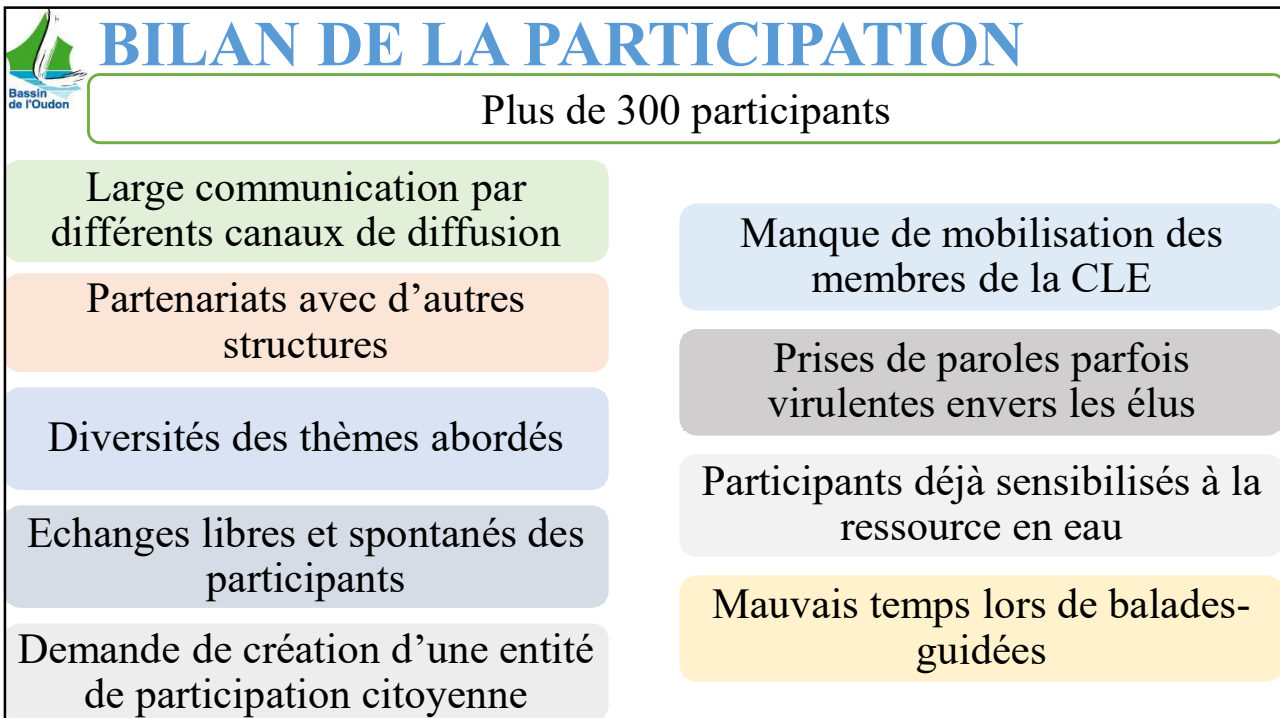 BILAN DE LA PARTICIPATION
Bassin
de l'Oudon
Plus de 300 participants
Large communication par
différents canaux de diffusion
Partenariats avec d’autres
structures
Diversités des thèmes abordés
Echanges libres et spontanés des
participants
Demande de création d’une entité
de participation citoyenne
Manque de mobilisation des
membres de la CLE
Prises de paroles parfois
virulentes envers les élus
Participants déjà sensibilisés à la
ressource en eau
Mauvais temps lors de balades-
guidées